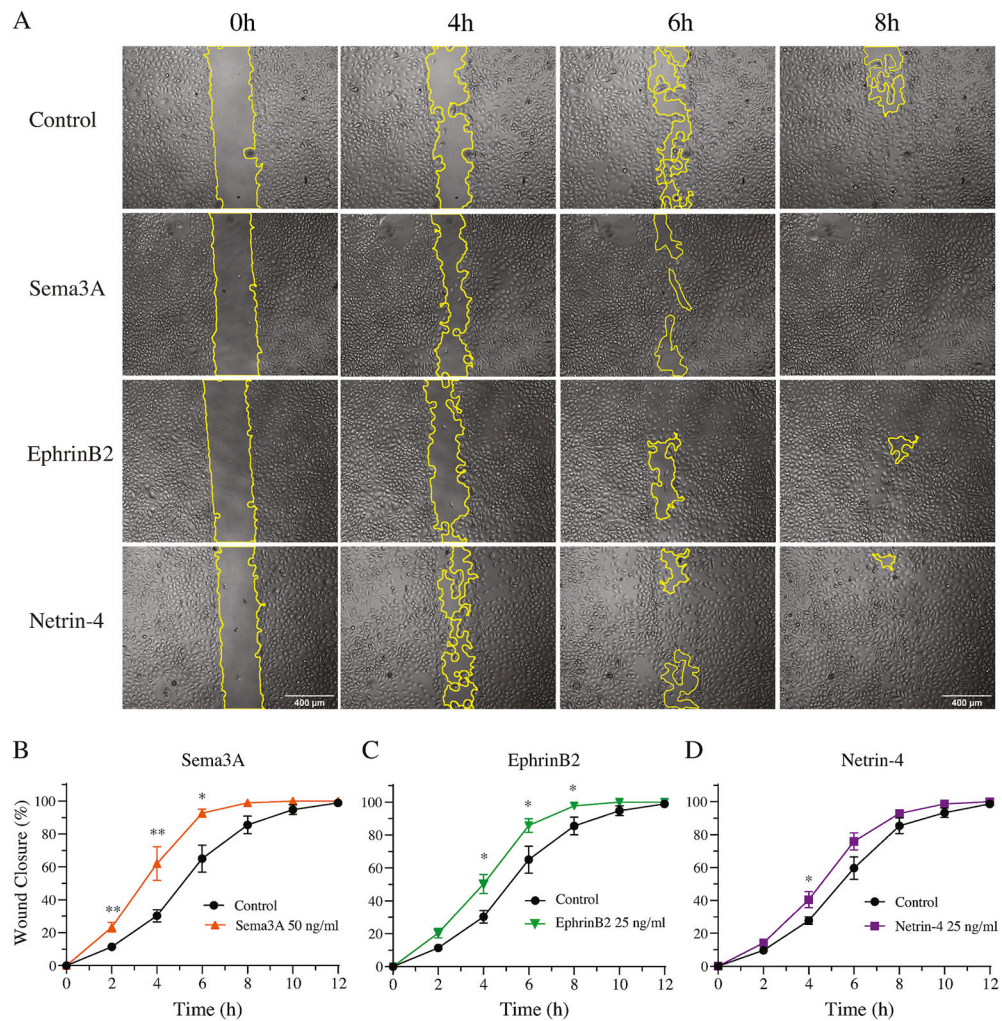 A
0h 4h 6h 8h
Control
Sema3A
EphrinB2
Netrin-4
400 µm 400 µm
B Sema3A C EphrinB2 D Netrin-4
Wound Closure (%)
100
80
60
40
20
0
** ** *
Control
Sema3A 50 ng/ml
0 2 4 6 8 10 12
Time (h)
100
80
60
40
20
0
* * *
Control
EphrinB2 25 ng/ml
0 2 4 6 8 10 12
Time (h)
100
80
60
40
20
0
*
Control
Netrin-4 25 ng/ml
0 2 4 6 8 10 12
Time (h)